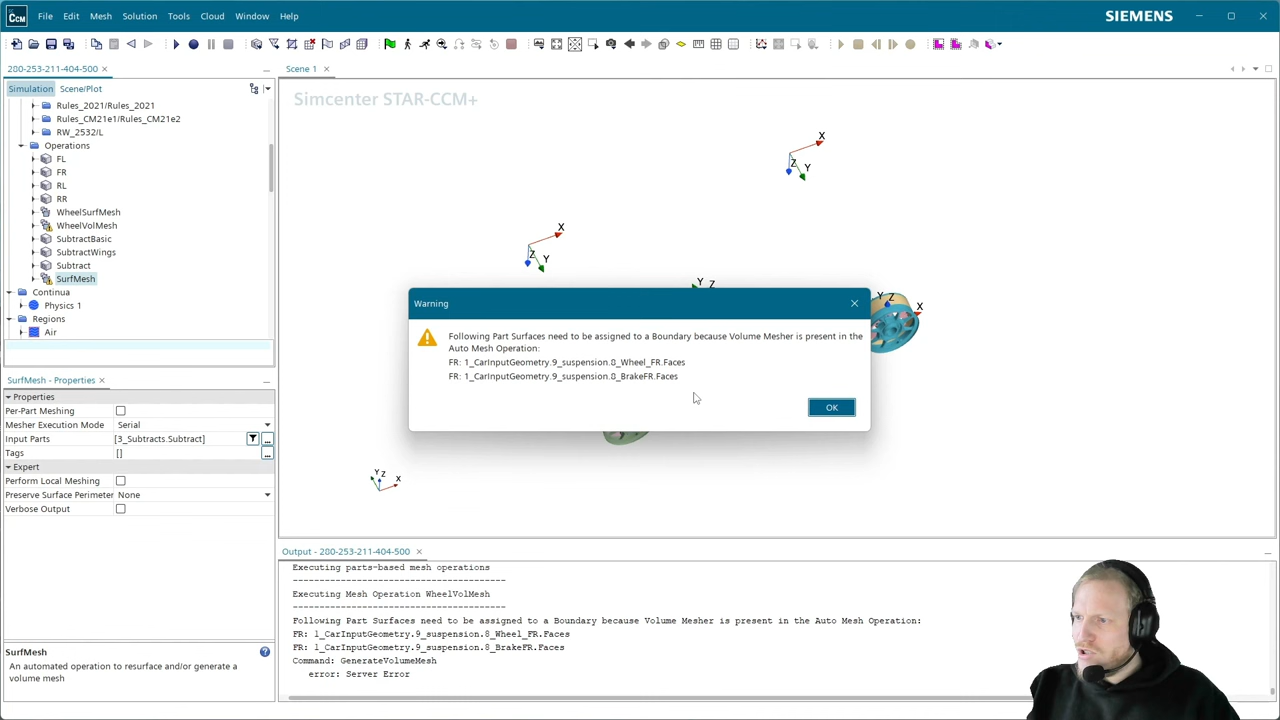 CCM
File Edit Mesh Solution Tools Cloud Window Help
SIEMENS
280-253-211-404-500
Scene 1
Simulation Scene/Plot
Simcenter STAR-CCM+
Rules_2021/Rules_2021
Rules_CM21e1/Rules_CM21e2
RW_2532/L
Operations
FL
FR
RL
RR
WheelSurfMesh
WheelVolMesh
SubtractBasic
SubtractWings
Subtract
SurfMesh
Continua
Physics 1
Regions
Air
X
Z
Y
X
Z
Y
Y Z
Y Z
X
Warning
Following Part Surfaces need to be assigned to a Boundary because Volume Mesher is present in the
Auto Mesh Operation:
FR: 1_CarInputGeometry.9_suspension.8_Wheel_FR.Faces
FR: 1_CarInputGeometry.9_suspension.8_BrakeFR.Faces
OK
Y Z
X
SurfMesh - Properties
Properties
Per-Part Meshing
Mesher Execution Mode Serial
Input Parts [3_Subtracts.Subtract]
Tags []
Expert
Perform Local Meshing
Preserve Surface Perimeter None
Verbose Output
SurfMesh
An automated operation to resurface and/or generate a
volume mesh
Output - 280-253-211-404-500
Executing parts-based mesh operations
----------------------------------------
Executing Mesh Operation WheelVolMesh
----------------------------------------
Following Part Surfaces need to be assigned to a Boundary because Volume Mesher is present in the Auto Mesh Operation:
FR: 1_CarInputGeometry.9_suspension.8_Wheel_FR.Faces
FR: 1_CarInputGeometry.9_suspension.8_BrakeFR.Faces
Command: GenerateVolumeMesh
error: Server Error